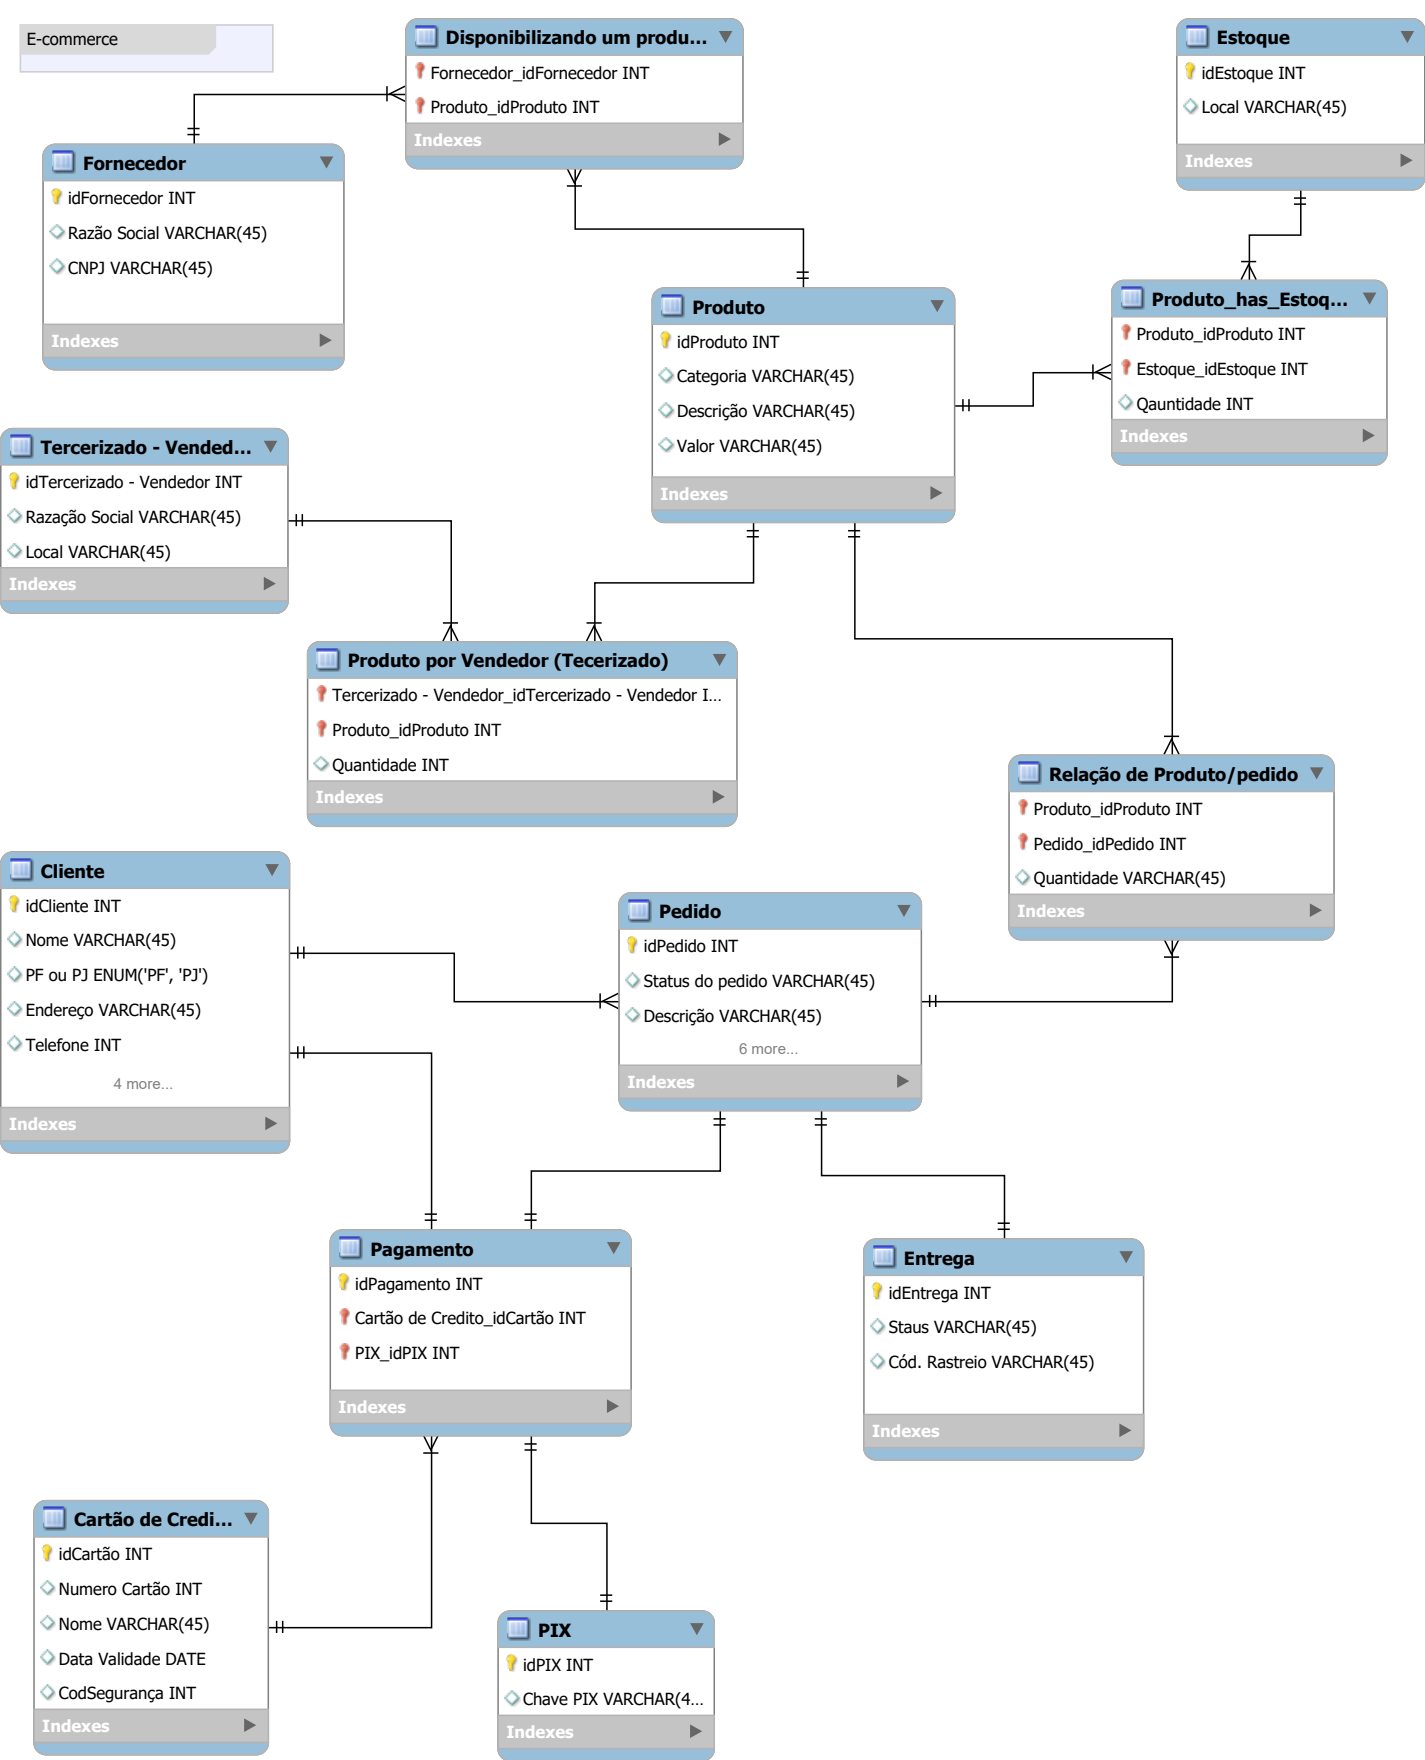 E-commerce
Disponibilizando um produ...
Fornecedor_idFornecedor INT
Produto_idProduto INT
Indexes
Estoque
idEstoque INT
Local VARCHAR(45)
Indexes
Fornecedor
idFornecedor INT
Razão Social VARCHAR(45)
CNPJ VARCHAR(45)
Indexes
Produto
idProduto INT
Categoria VARCHAR(45)
Descrição VARCHAR(45)
Valor VARCHAR(45)
Indexes
Produto_has_Estoq...
Produto_idProduto INT
Estoque_idEstoque INT
Qauntidade INT
Indexes
Tercerizado - Vended...
idTercerizado - Vendedor INT
Razação Social VARCHAR(45)
Local VARCHAR(45)
Indexes
Produto por Vendedor (Tecerizado)
Tercerizado - Vendedor_idTercerizado - Vendedor I...
Produto_idProduto INT
Quantidade INT
Indexes
Relação de Produto/pedido
Produto_idProduto INT
Pedido_idPedido INT
Quantidade VARCHAR(45)
Indexes
Cliente
idCliente INT
Nome VARCHAR(45)
PF ou PJ ENUM('PF', 'PJ')
Endereço VARCHAR(45)
Telefone INT
4 more...
Indexes
Pedido
idPedido INT
Status do pedido VARCHAR(45)
Descrição VARCHAR(45)
6 more...
Indexes
Pagamento
idPagamento INT
Cartão de Credito_idCartão INT
PIX_idPIX INT
Indexes
Entrega
idEntrega INT
Staus VARCHAR(45)
Cód. Rastreio VARCHAR(45)
Indexes
Cartão de Credi...
idCartão INT
Numero Cartão INT
Nome VARCHAR(45)
Data Validade DATE
CodSegurança INT
Indexes
PIX
idPIX INT
Chave PIX VARCHAR(4...
Indexes